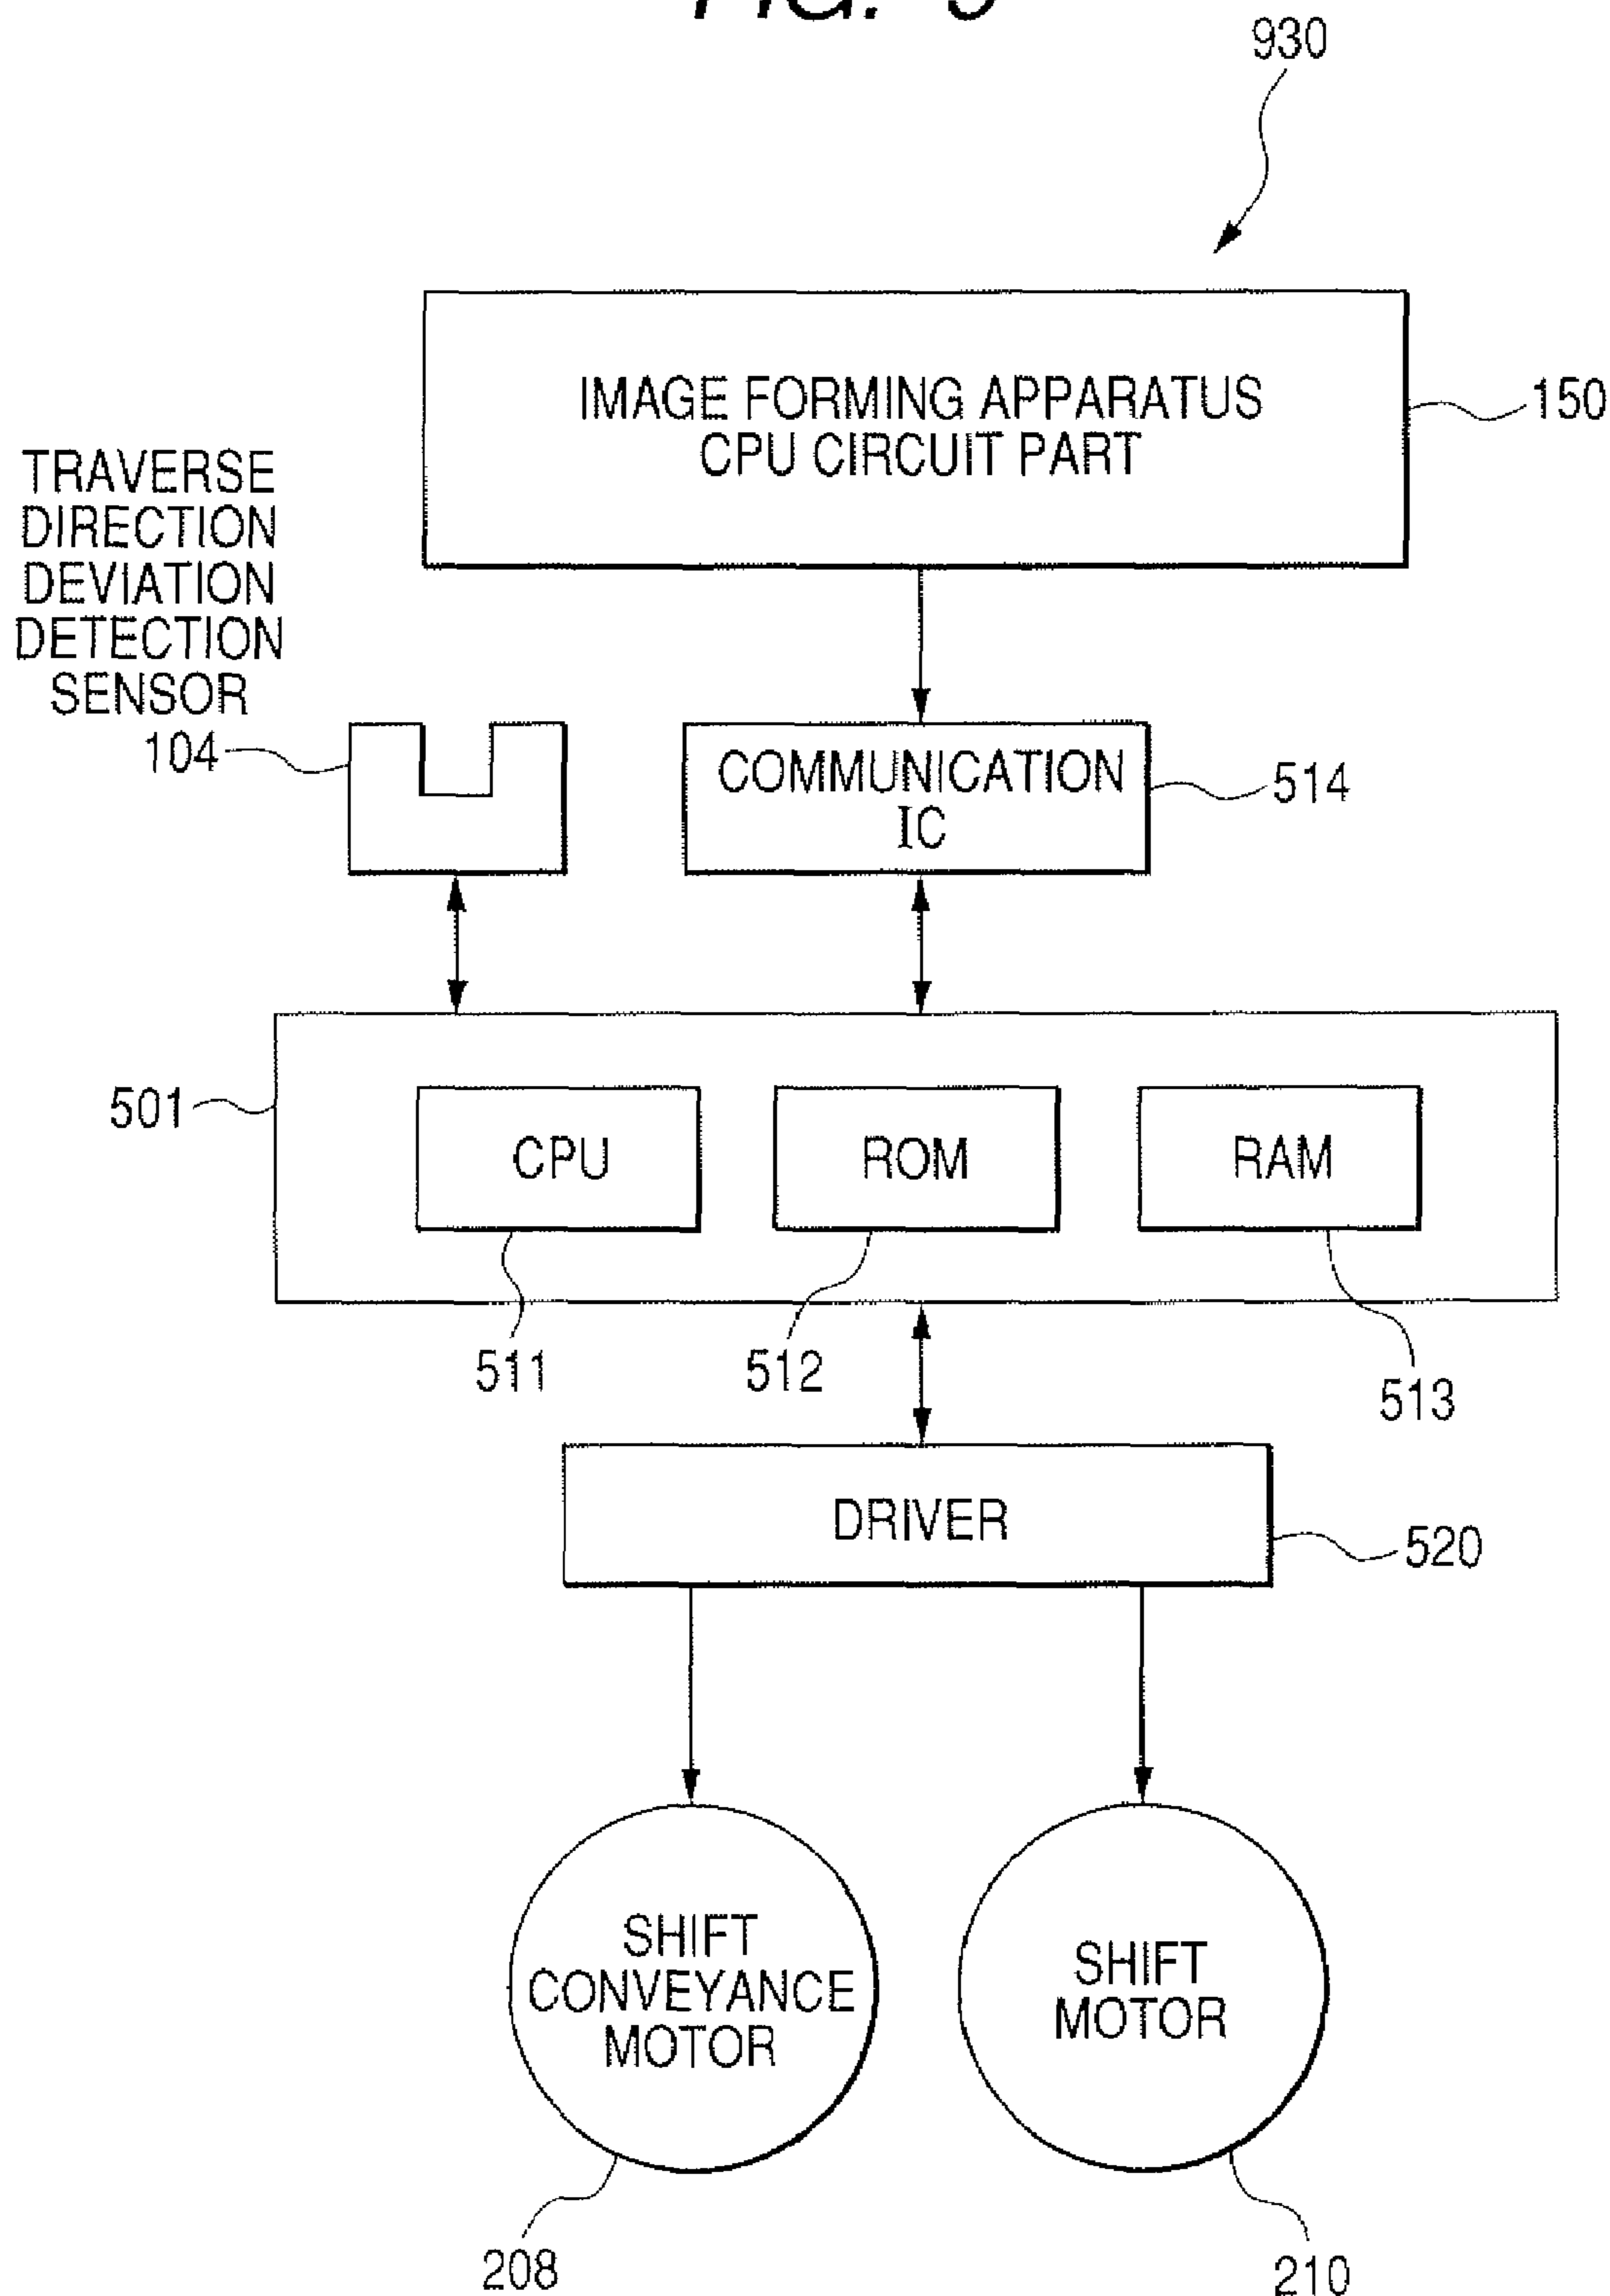 FIG.
930
IMAGE FORMING APPARATUS
CPU CIRCUIT PART
150
TRAVERSE
DIRECTION
DEVIATION
DETECTION
SENSOR
104
COMMUNICATION
IC
514
501
CPU
ROM
RAM
511
512
513
DRIVER
520
SHIFT
CONVEYANCE
MOTOR
SHIFT
MOTOR
208
210